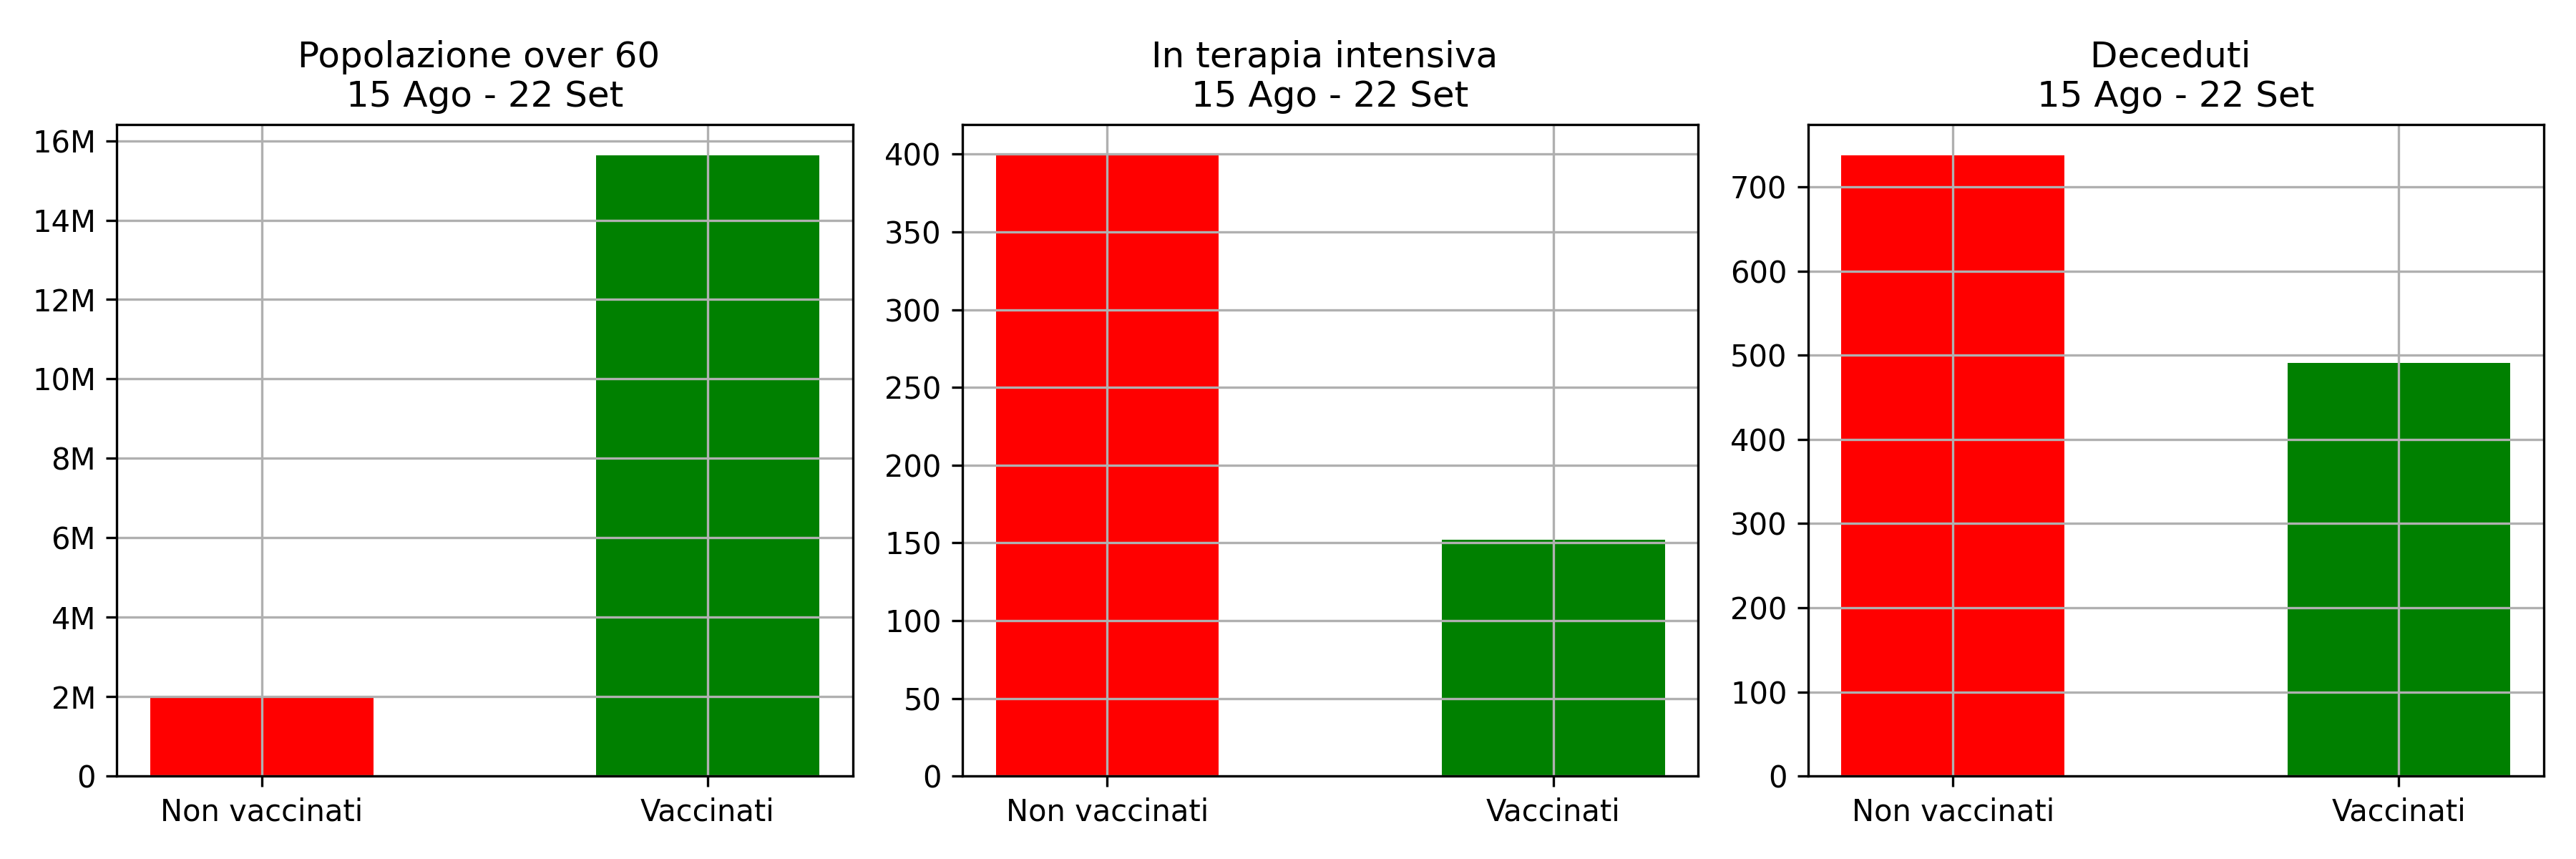 Popolazione over 60
15 Ago - 22 Set
16M
14M
12M
10M
8M
6M
4M
2M
0
Non vaccinati
Vaccinati
In terapia intensiva
15 Ago - 22 Set
400
350
300
250
200
150
100
50
0
Non vaccinati
Vaccinati
Deceduti
15 Ago - 22 Set
700
600
500
400
300
200
100
0
Non vaccinati
Vaccinati